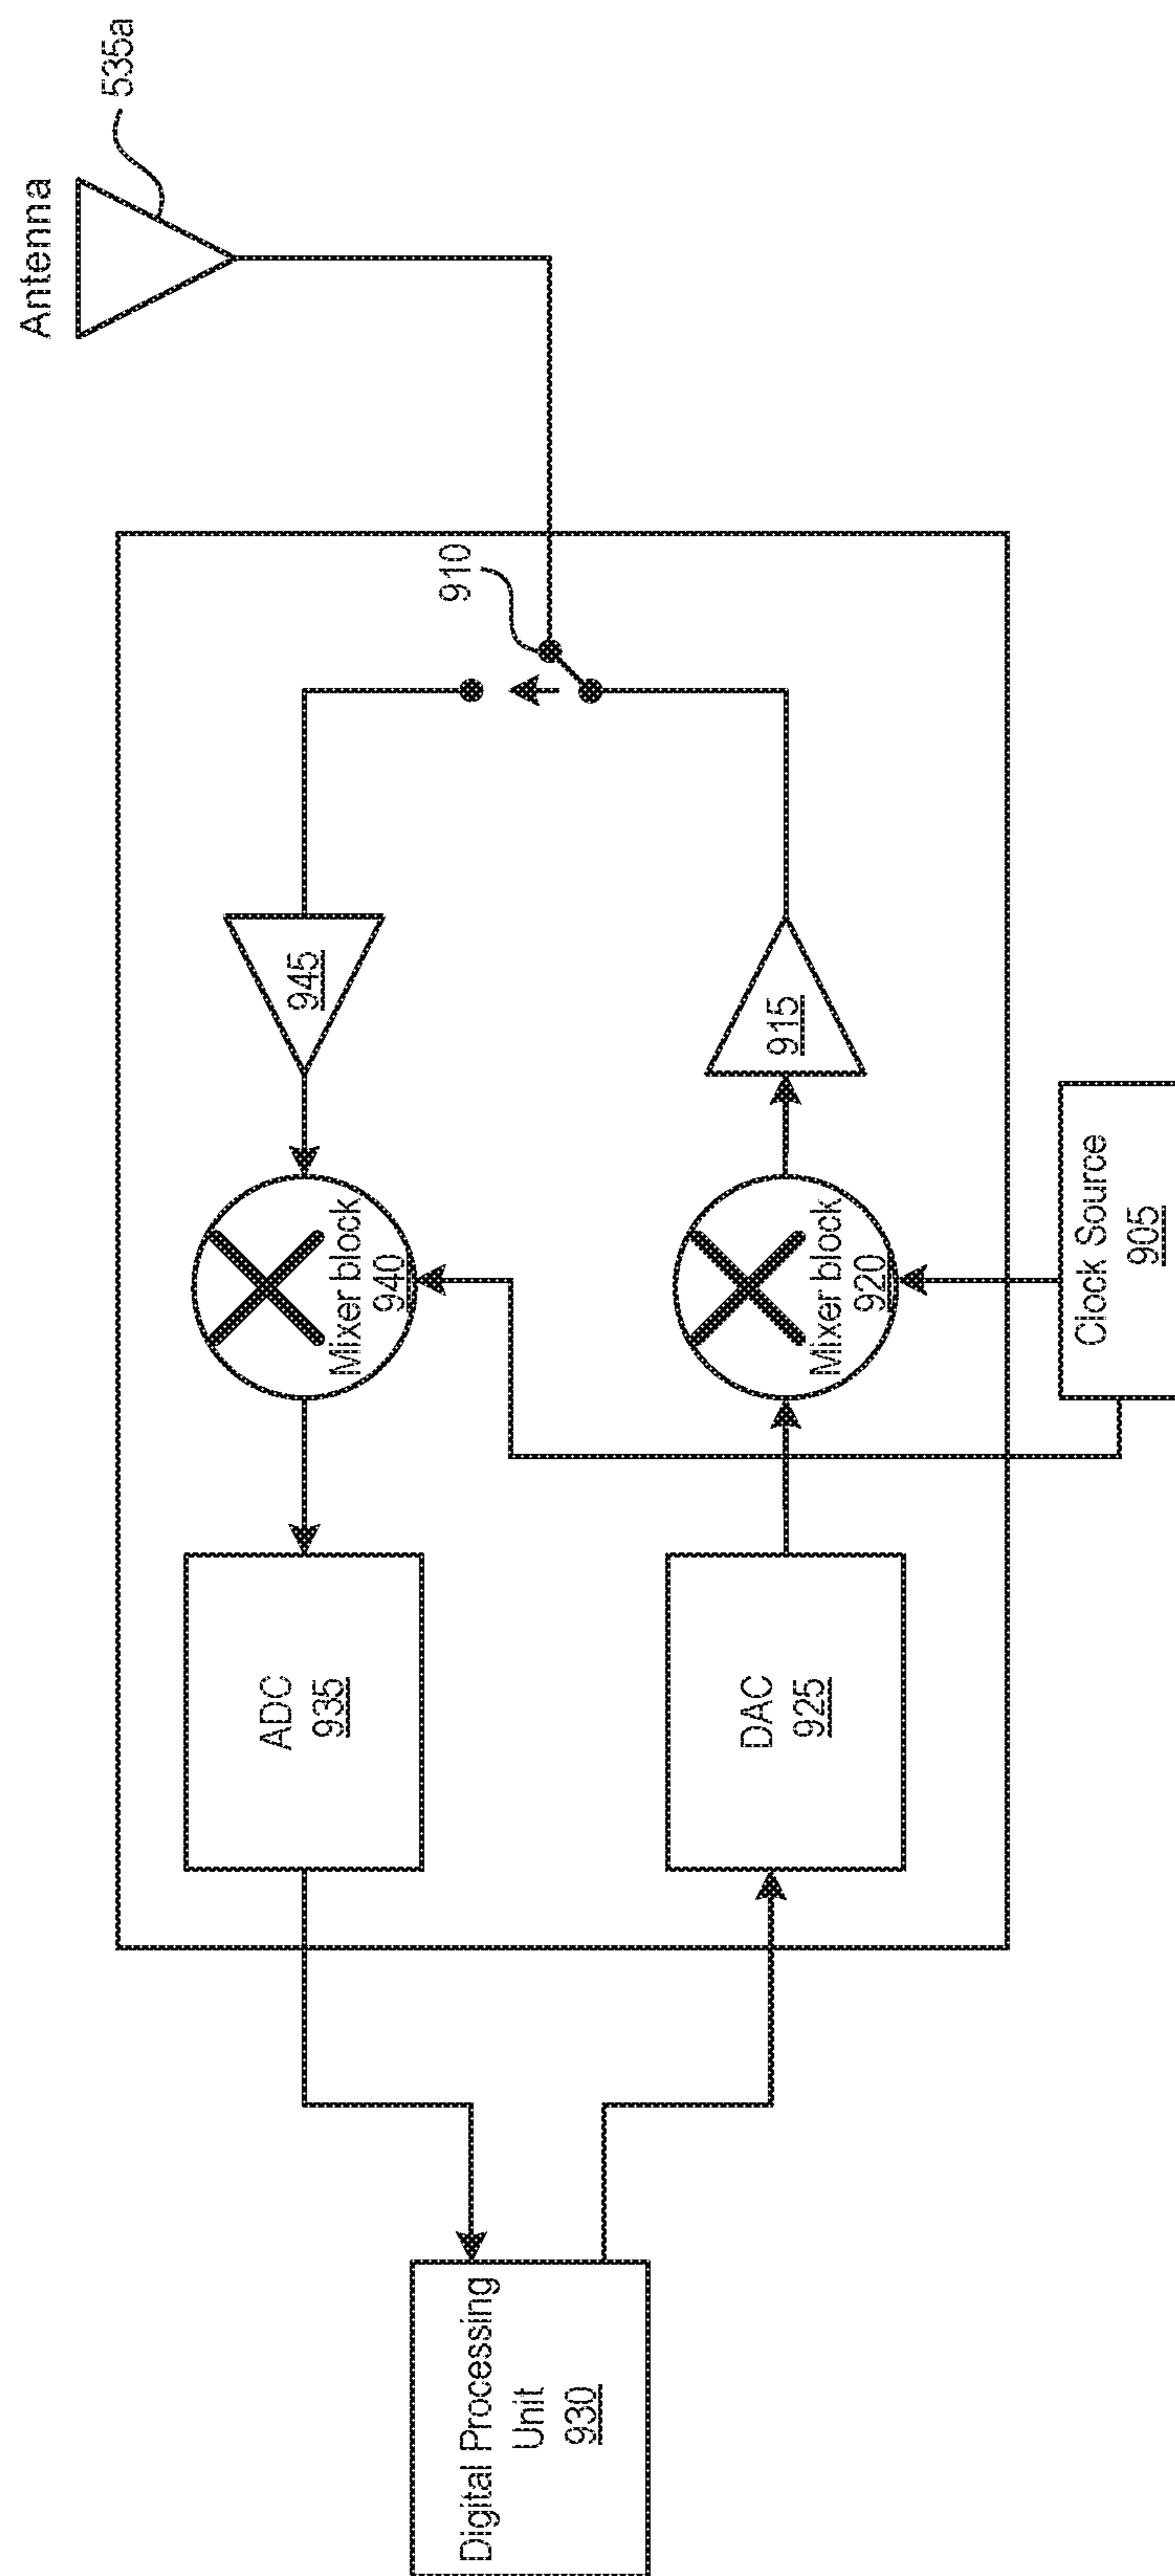 Antenna
535a
910
945
915
Mixer block
940
Mixer block
920
Clock Source
905
ADC
935
DAC
925
Digital Processing
Unit
930